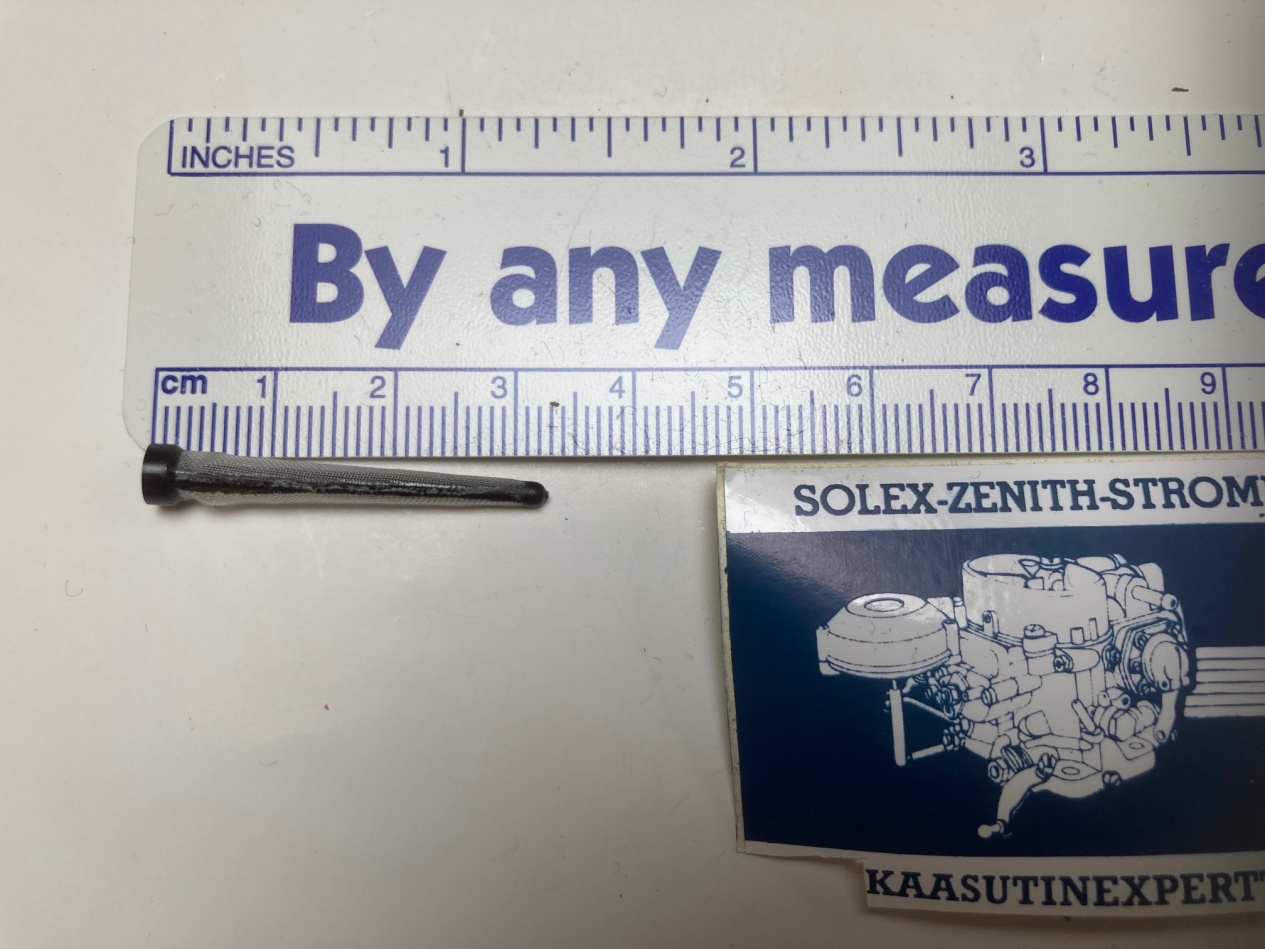 INCHES 1 2 3
By any measure
cm 1 2 3 4 5 6 7 8 9
SOLEX-ZENITH-STROM
KAASUTINEXPERT